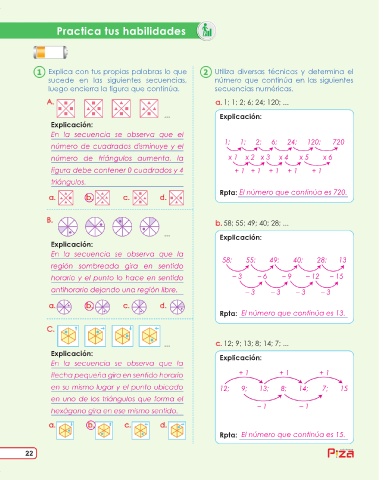 Practica tus habilidades
1 Explica con tus propias palabras lo que
sucede en las siguientes secuencias,
luego encierra la figura que continúa.
A.
...
Explicación:
En la secuencia se observa que el
número de cuadrados disminuye y el
número de triángulos aumenta, la
figura debe contener 0 cuadrados y 4
triángulos.
a. b. c. d.
B.
...
Explicación:
En la secuencia se observa que la
región sombreada gira en sentido
horario y el punto lo hace en sentido
antihorario dejando una región libre.
a. b. c. d.
C.
...
Explicación:
En la secuencia se observa que la
flecha pequeña gira en sentido horario
en su mismo lugar y el punto ubicado
en uno de los triángulos que forma el
hexágono gira en ese mismo sentido.
a. b. c. d.
2 Utiliza diversas técnicas y determina el
número que continúa en las siguientes
secuencias numéricas.
a. 1; 1; 2; 6; 24; 120; ...
Explicación:
1; 1; 2; 6; 24; 120; 720
x 1 x 2 x 3 x 4 x 5 x 6
+ 1 + 1 + 1 + 1 + 1
Rpta: El número que continúa es 720.
b. 58; 55; 49; 40; 28; ...
Explicación:
58; 55; 49; 40; 28; 13
– 3 – 6 – 9 – 12 – 15
– 3 – 3 – 3 – 3
Rpta: El número que continúa es 13.
c. 12; 9; 13; 8; 14; 7; ...
Explicación:
+ 1 + 1 + 1
12; 9; 13; 8; 14; 7; 15
– 1 – 1
Rpta: El número que continúa es 15.
22